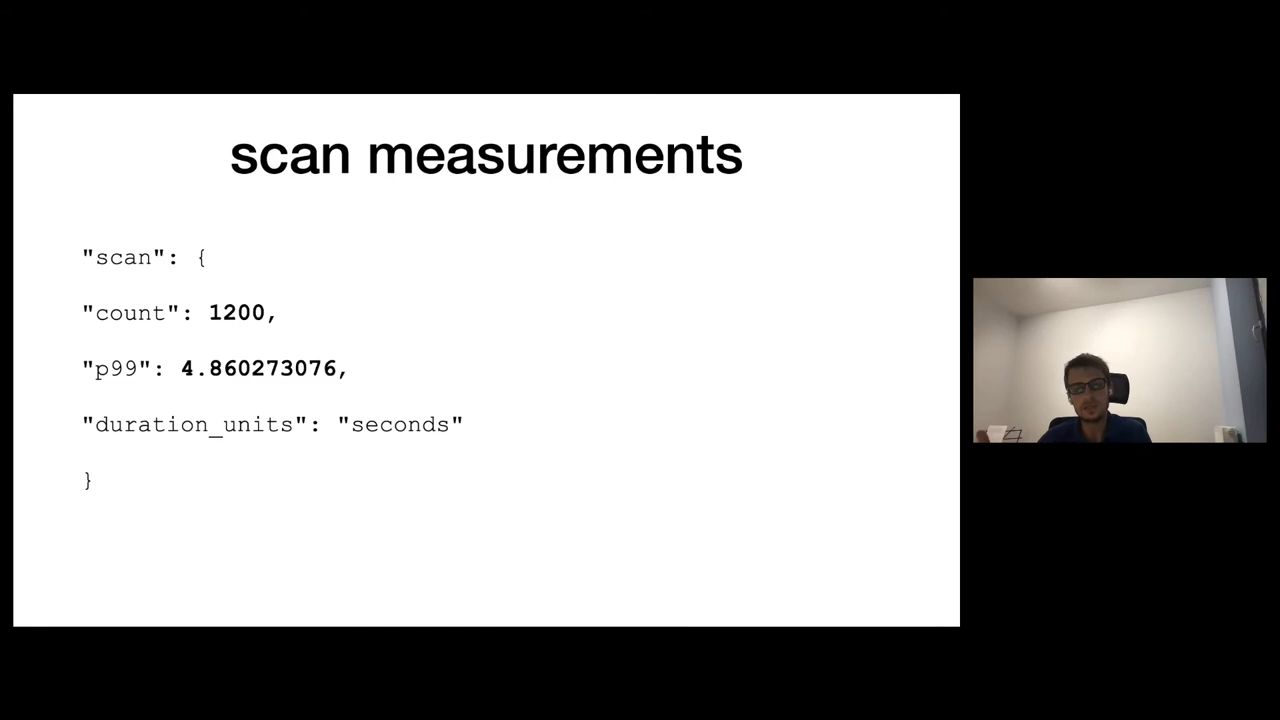 scan measurements
"scan": {
"count": 1200,
"p99": 4.860273076,
"duration_units": "seconds"
}